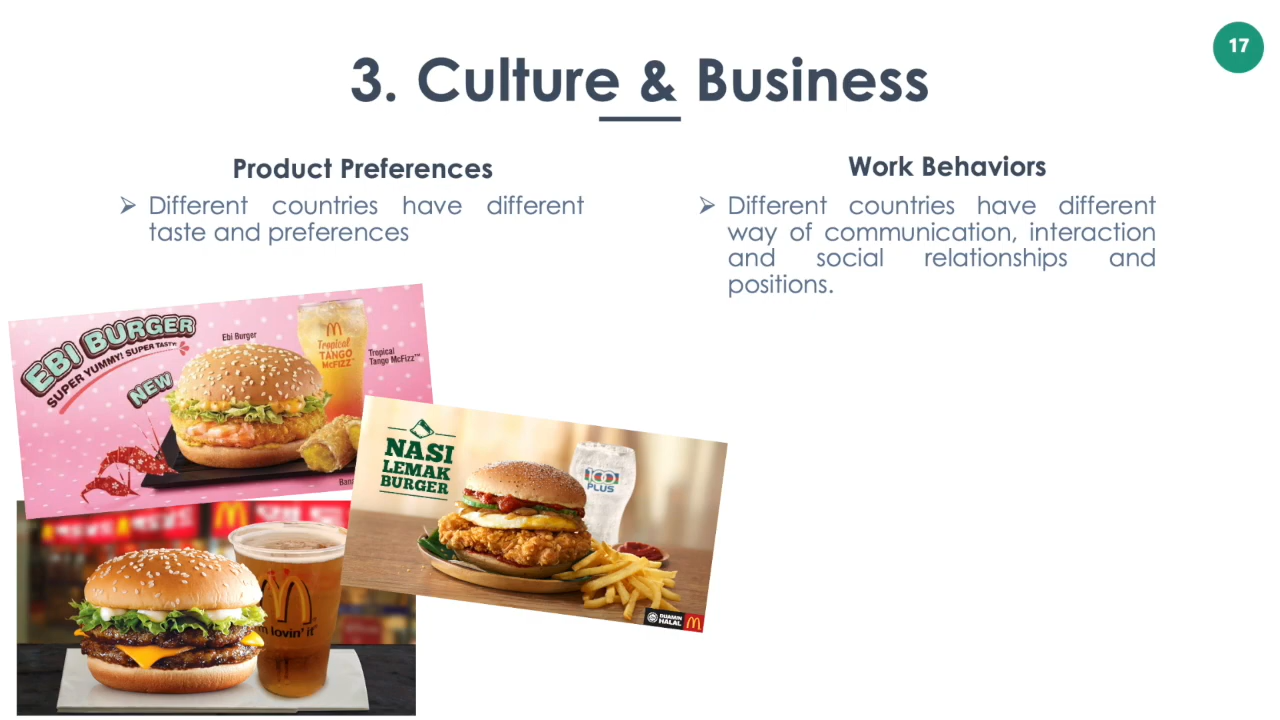 17
3. Culture & Business
Product Preferences
➢ Different countries have different
taste and preferences
Work Behaviors
➢ Different countries have different
way of communication, interaction
and social relationships and
positions.
EBI BURGER
SUPER YUMMY! SUPER TASTY!
NEW
Ebi Burger
Tropical
TANGO
McFIZZ™
Tropical
Tango McFizz™
NASI
LEMAK
BURGER
100
PLUS
DIJAMIN
HALAL
i'm lovin' it